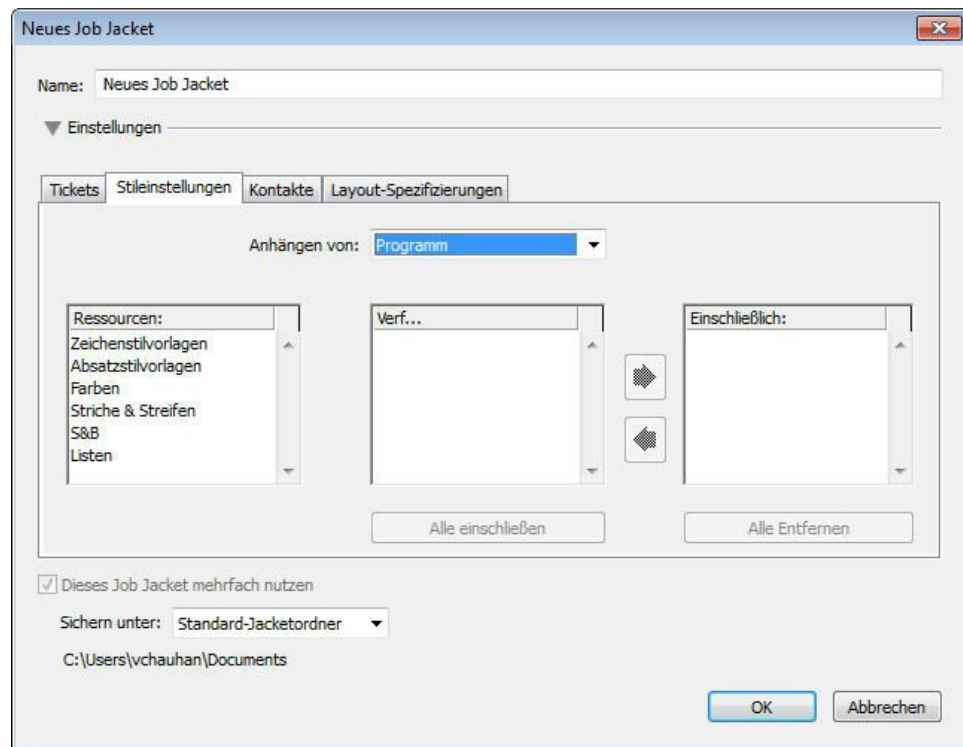 Neues Job Jacket
Name: Neues Job Jacket
Einstellungen
Tickets Stileinstellungen Kontakte Layout-Spezifizierungen
Anhängen von: Programm
Ressourcen: Verf... Einschließlich:
Zeichenstilvorlagen
Absatzstilvorlagen
Farben
Striche & Streifen
S&B
Listen
Alle einschließen Alle Entfernen
Dieses Job Jacket mehrfach nutzen
Sichern unter: Standard-Jacketordner
C:\Users\vchauhan\Documents
OK Abbrechen